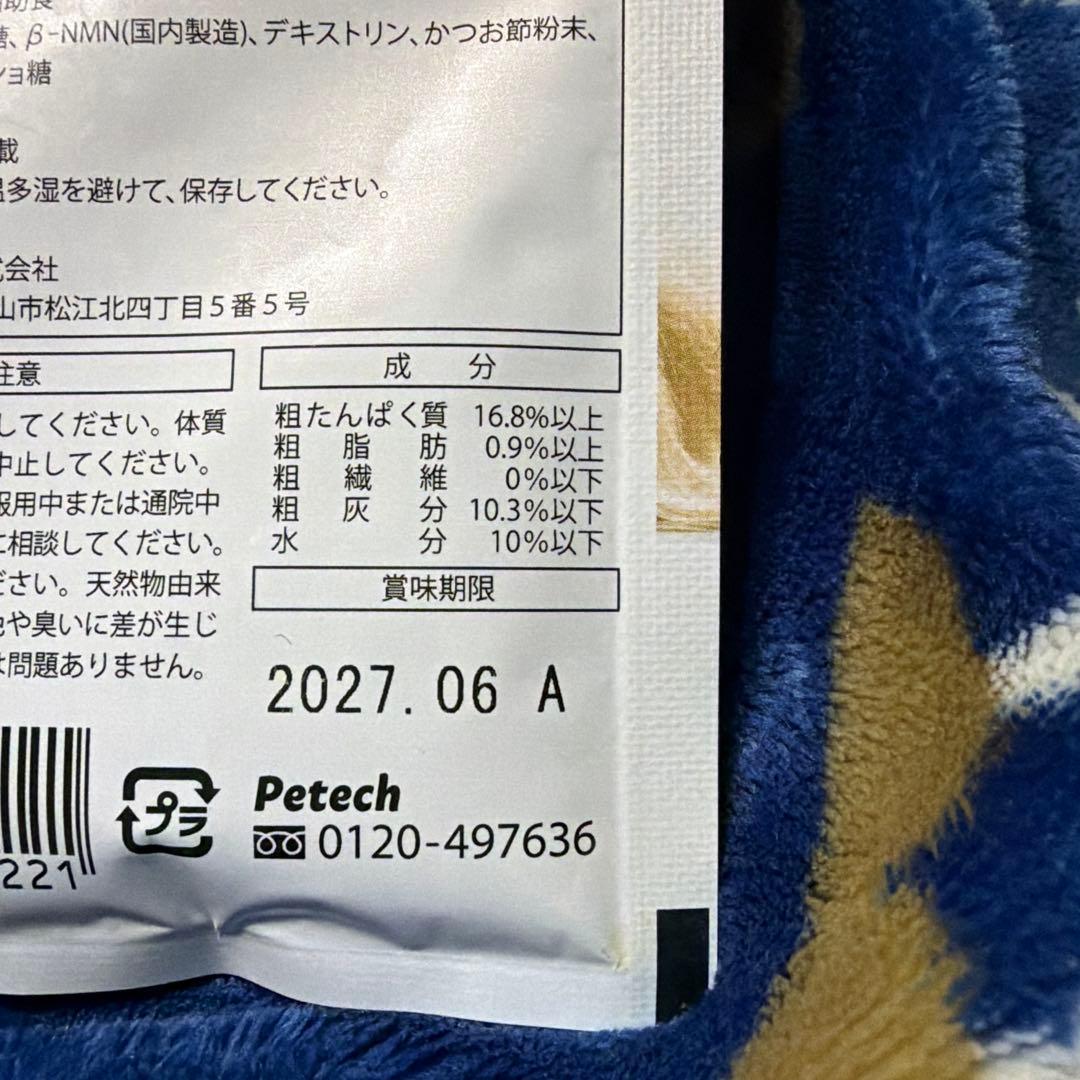 助食
糖、β-NMN(国内製造)、デキストリン、かつお節粉末、
ショ糖
載
温多湿を避けて、保存してください。
式会社
山市松江北四丁目5番5号
注意
してください。体質
中止してください。
服用中または通院中
に相談してください。
ださい。天然物由来
色や臭いに差が生じ
は問題ありません。
成 分
粗たんぱく質 16.8%以上
粗脂肪 0.9%以上
粗繊維 0%以下
粗灰分 10.3%以下
水分 10%以下
賞味期限
2027.06 A
221
プラ
Petech
0120-497636